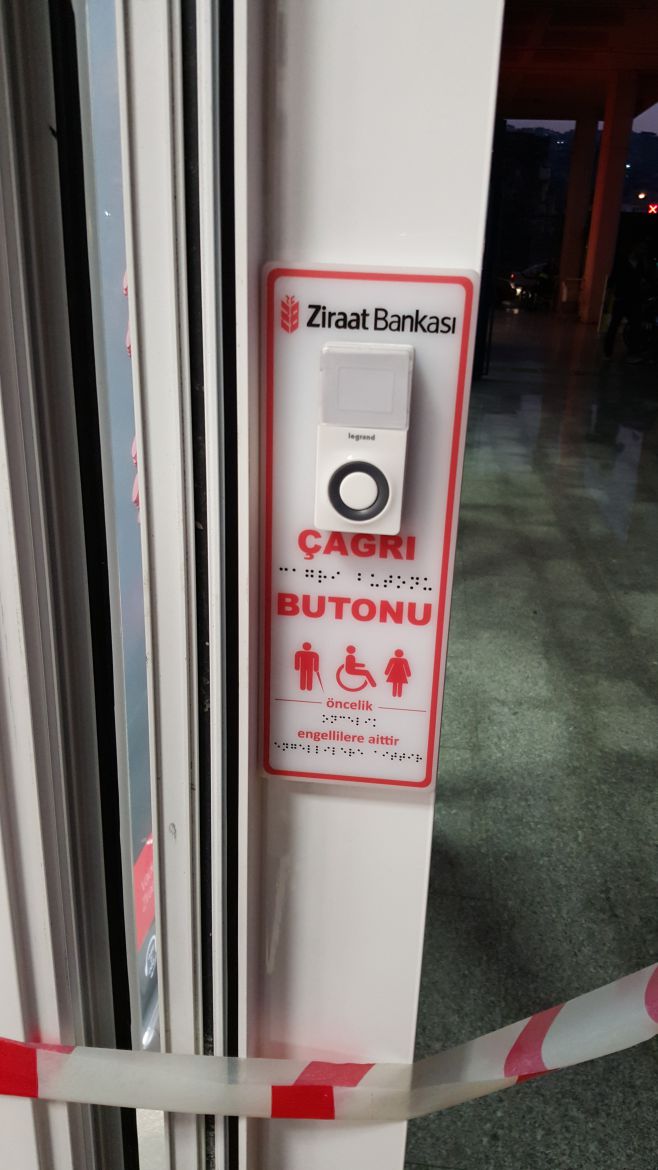 Ziraat Bankası
legrand
ÇAGRI
⠉⠁⠛⠗⠊ ⠃⠥⠞⠕⠝⠥
BUTONU
öncelik
engellilere aittir